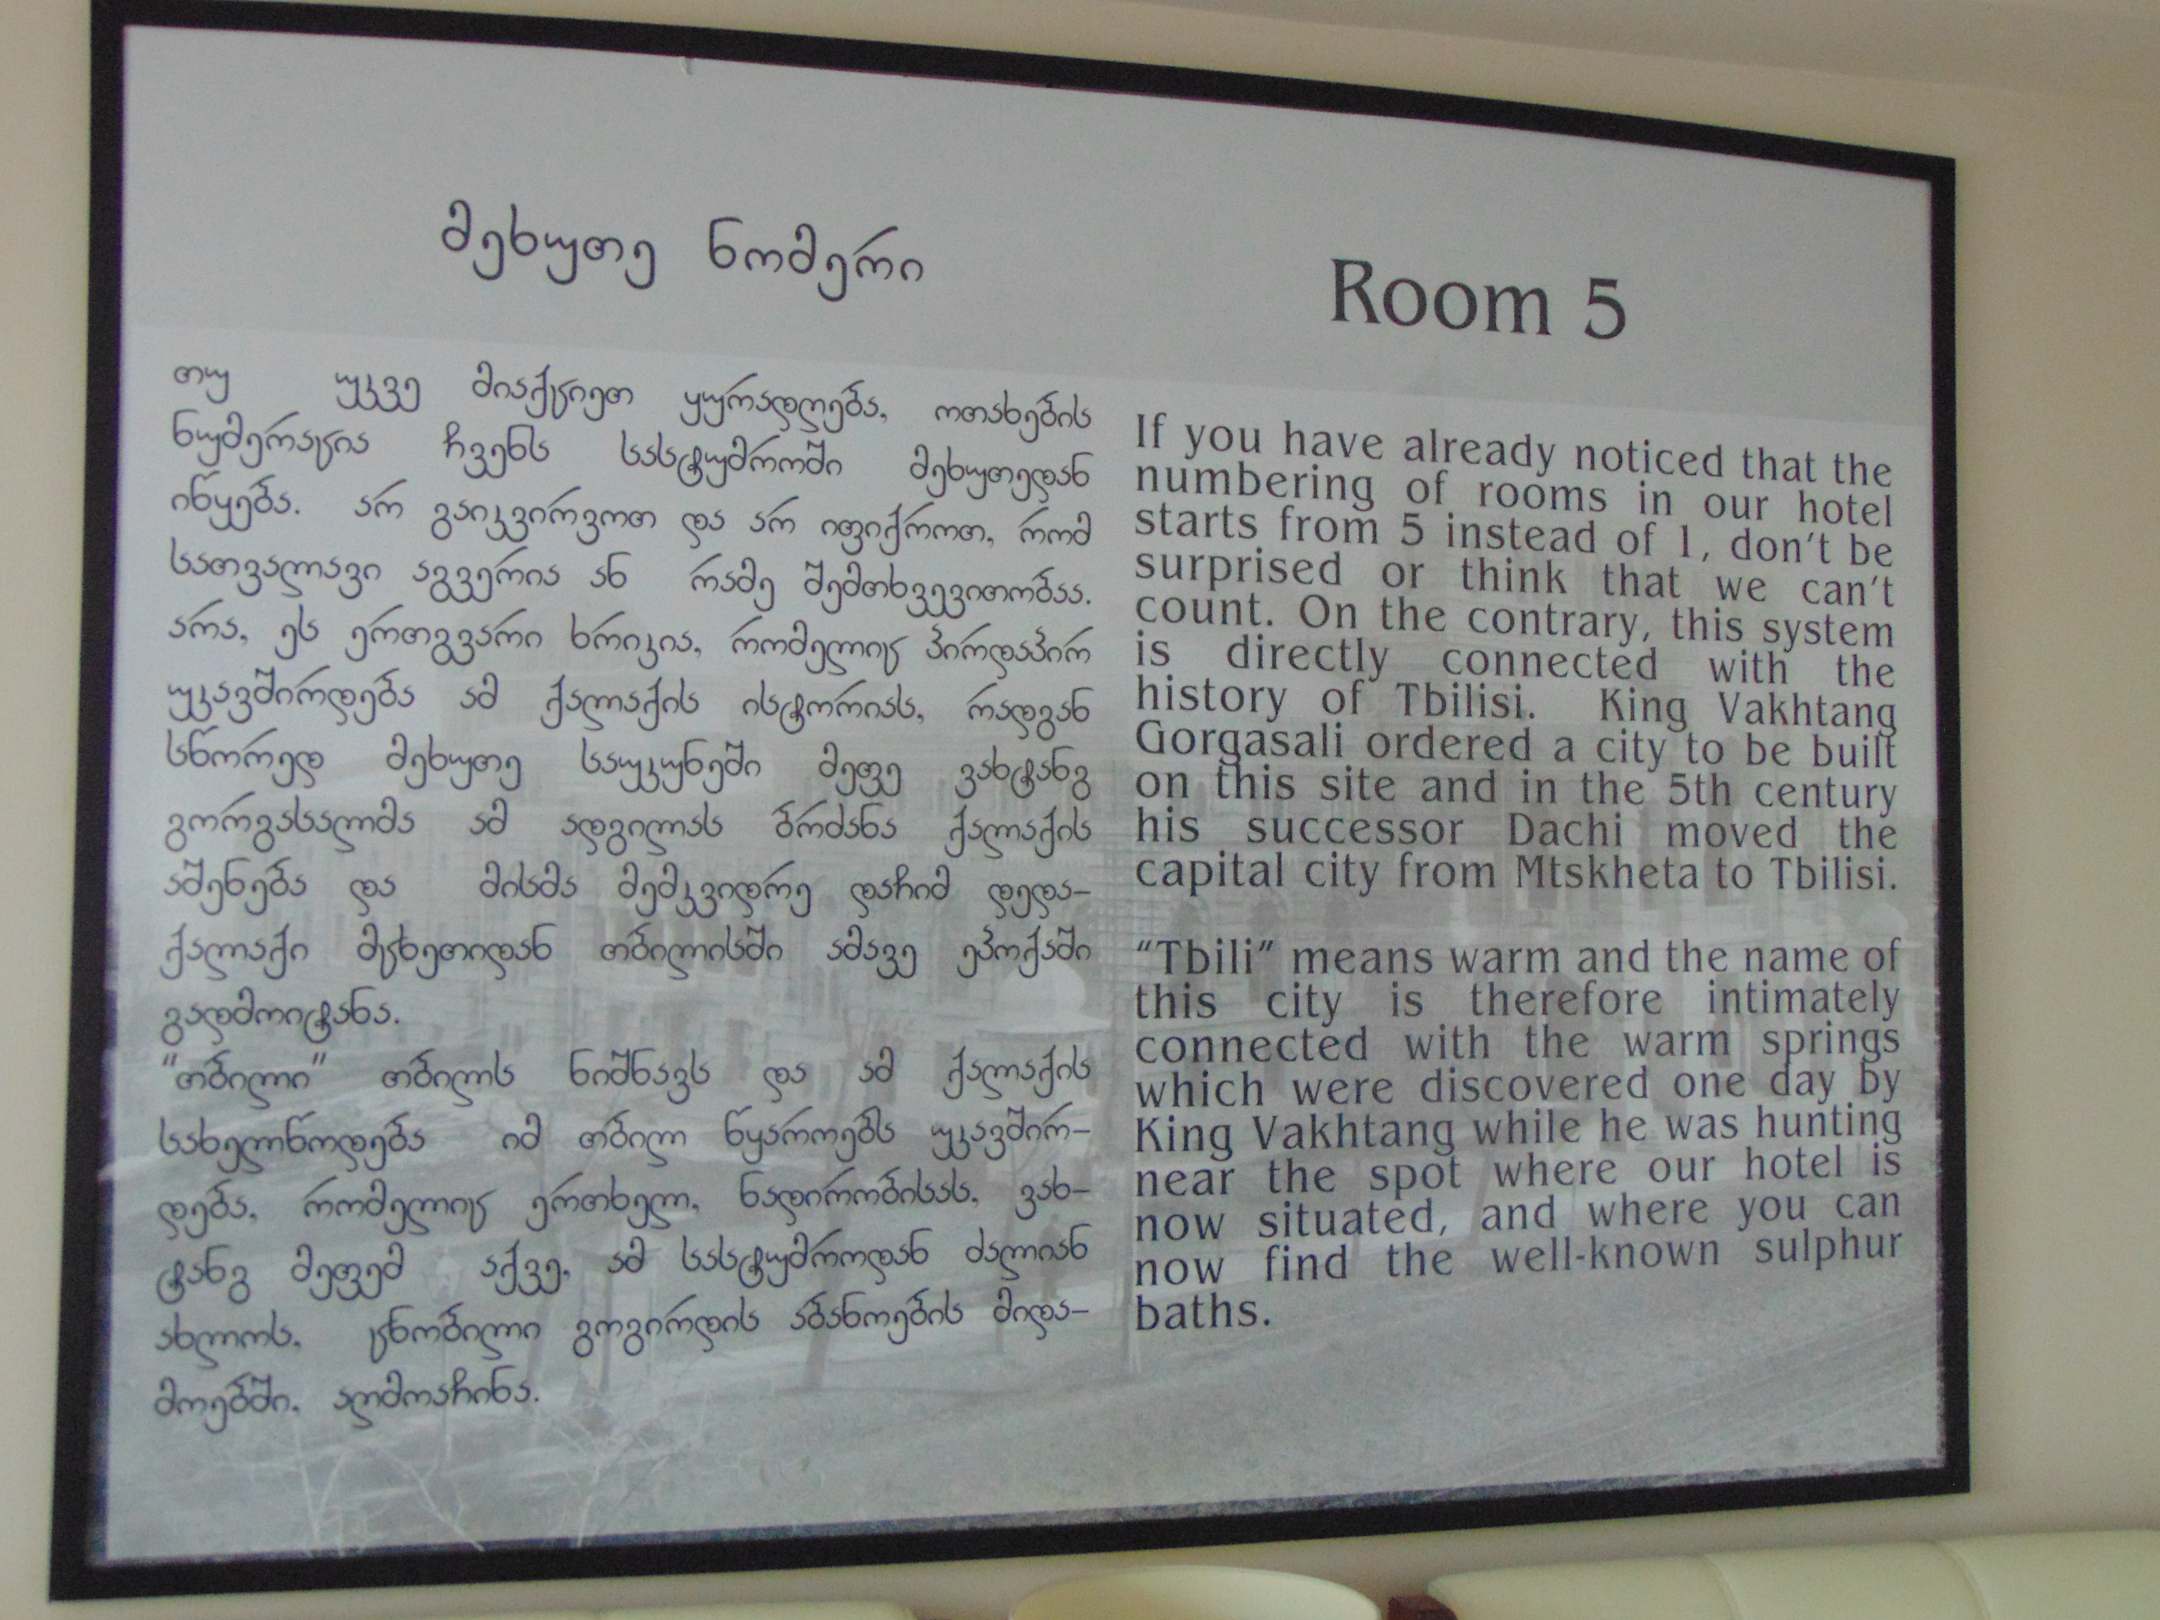 მეხუთე ნომერი
თუ უკვე მიაქციეთ ყურადღება, ოთახების
ნუმერაცია ჩვენს სასტუმროში მეხუთედან
იწყება. არ გაიკვირვოთ და არ იფიქროთ, რომ
სათვალავი აგვერია ან რამე შემთხვევითობაა.
არა, ეს ერთგვარი ხრიკია, რომელიც პირდაპირ
უკავშირდება ამ ქალაქის ისტორიას, რადგან
სწორედ მეხუთე საუკუნეში მეფე ვახტანგ
გორგასალმა ამ ადგილას ბრძანა ქალაქის
აშენება და მისმა მემკვიდრე დაჩიმ დედა-
ქალაქი მცხეთიდან თბილისში ამავე ეპოქაში
გადმოიტანა.
"თბილი" თბილს ნიშნავს და ამ ქალაქის
სახელწოდება იმ თბილ წყაროებს უკავშირ-
დება, რომელიც ერთხელ, ნადირობისას, ვახ-
ტანგ მეფემ აქვე, ამ სასტუმროდან ძალიან
ახლოს, ცნობილი გოგირდის აბანოების მიდა-
მოებში, აღმოაჩინა.
Room 5
If you have already noticed that the
numbering of rooms in our hotel
starts from 5 instead of 1, don't be
surprised or think that we can't
count. On the contrary, this system
is directly connected with the
history of Tbilisi. King Vakhtang
Gorgasali ordered a city to be built
on this site and in the 5th century
his successor Dachi moved the
capital city from Mtskheta to Tbilisi.
"Tbili" means warm and the name of
this city is therefore intimately
connected with the warm springs
which were discovered one day by
King Vakhtang while he was hunting
near the spot where our hotel is
now situated, and where you can
now find the well-known sulphur
baths.